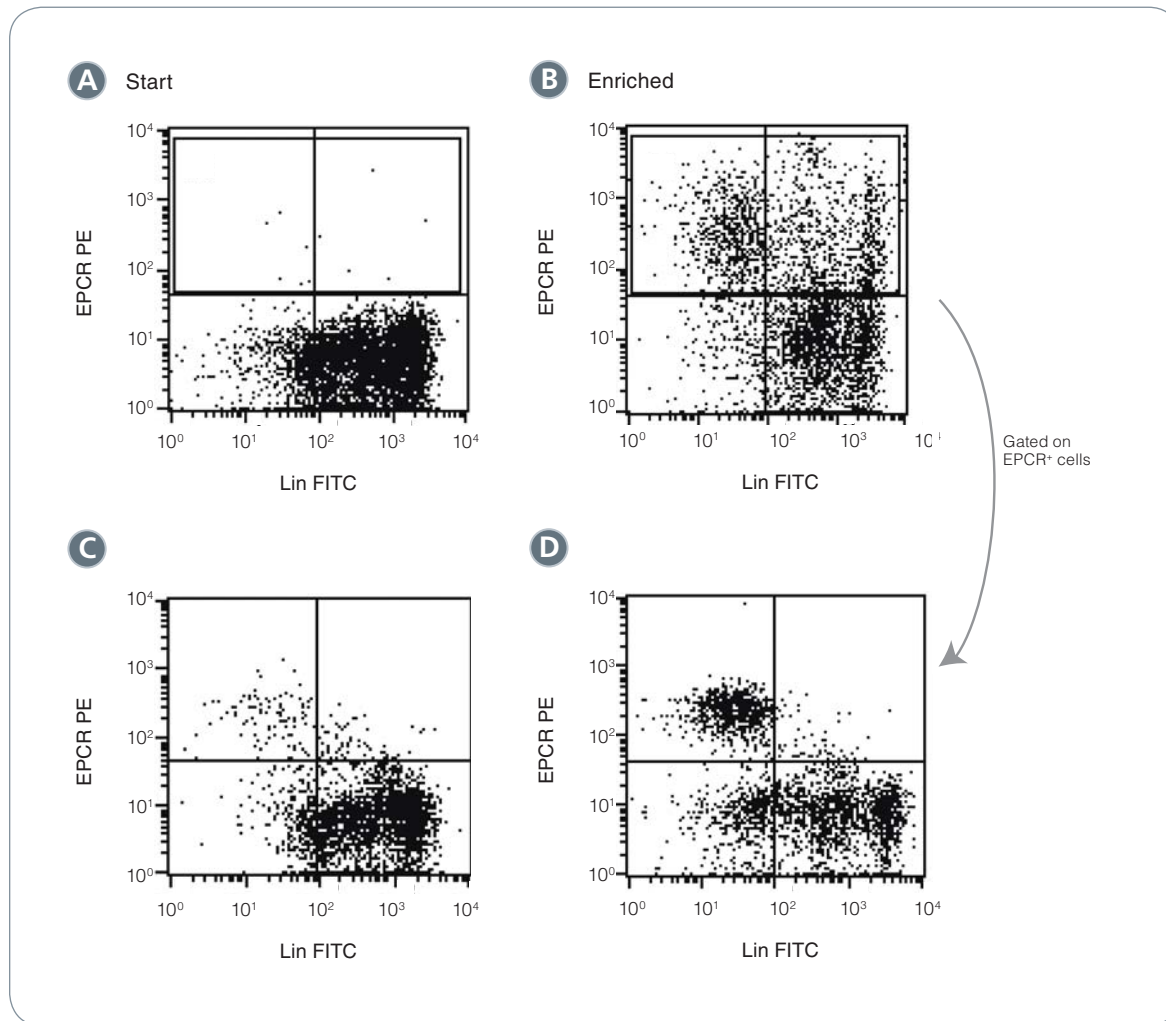 A Start
B Enriched
10⁴
10³
10²
10¹
10⁰
EPCR PE
10⁰ 10¹ 10² 10³ 10⁴
Lin FITC
10⁴
10³
10²
10¹
10⁰
EPCR PE
10⁰ 10¹ 10² 10³
Lin FITC
Gated on
EPCR⁺ cells
C
D
10⁴
10³
10²
10¹
10⁰
EPCR PE
10⁰ 10¹ 10² 10³ 10⁴
Lin FITC
10⁴
10³
10²
10¹
10⁰
EPCR PE
10⁰ 10¹ 10² 10³ 10⁴
Lin FITC